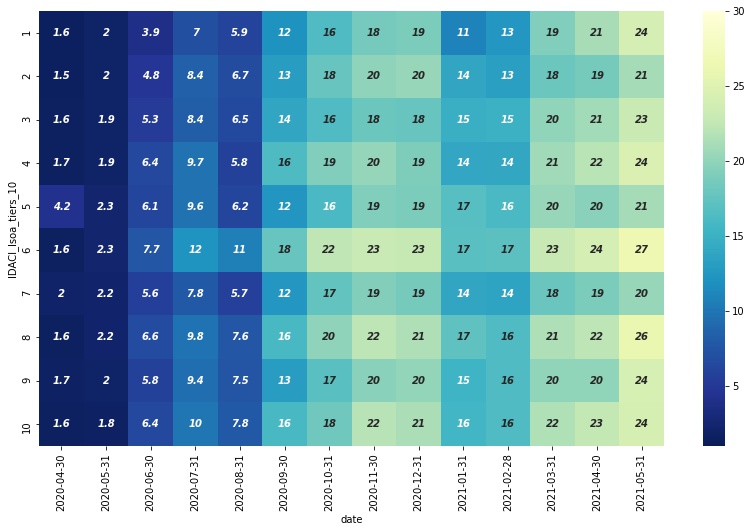 IDACI_lsoa_tiers_10
1 1.6 2 3.9 7 5.9 12 16 18 19 11 13 19 21 24
2 1.5 2 4.8 8.4 6.7 13 18 20 20 14 13 18 19 21
3 1.6 1.9 5.3 8.4 6.5 14 16 18 18 15 15 20 21 23
4 1.7 1.9 6.4 9.7 5.8 16 19 20 19 14 14 21 22 24
5 4.2 2.3 6.1 9.6 6.2 12 16 19 19 17 16 20 20 21
6 1.6 2.3 7.7 12 11 18 22 23 23 17 17 23 24 27
7 2 2.2 5.6 7.8 5.7 12 17 19 19 14 14 18 19 20
8 1.6 2.2 6.6 9.8 7.6 16 20 22 21 17 16 21 22 26
9 1.7 2 5.8 9.4 7.5 13 17 20 20 15 16 20 20 24
10 1.6 1.8 6.4 10 7.8 16 18 22 21 16 16 22 23 24
2020-04-30 2020-05-31 2020-06-30 2020-07-31 2020-08-31 2020-09-30 2020-10-31 2020-11-30 2020-12-31 2021-01-31 2021-02-28 2021-03-31 2021-04-30 2021-05-31
date
30
25
20
15
10
5